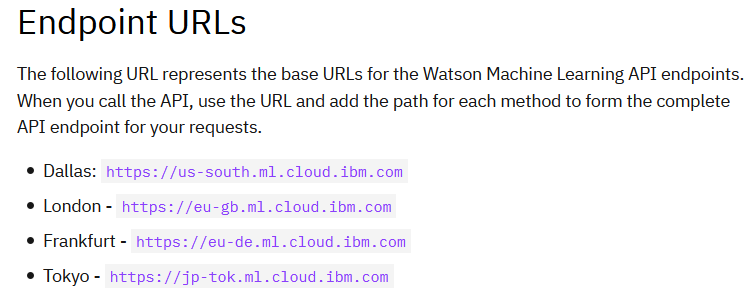 Endpoint URLs
The following URL represents the base URLs for the Watson Machine Learning API endpoints.
When you call the API, use the URL and add the path for each method to form the complete
API endpoint for your requests.
• Dallas: https://us-south.ml.cloud.ibm.com
• London - https://eu-gb.ml.cloud.ibm.com
• Frankfurt - https://eu-de.ml.cloud.ibm.com
• Tokyo - https://jp-tok.ml.cloud.ibm.com